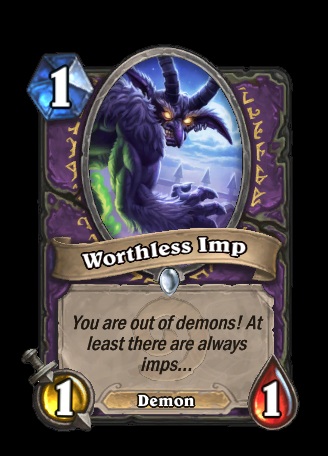 1
Worthless Imp
You are out of demons! At
least there are always
imps...
1
Demon
1